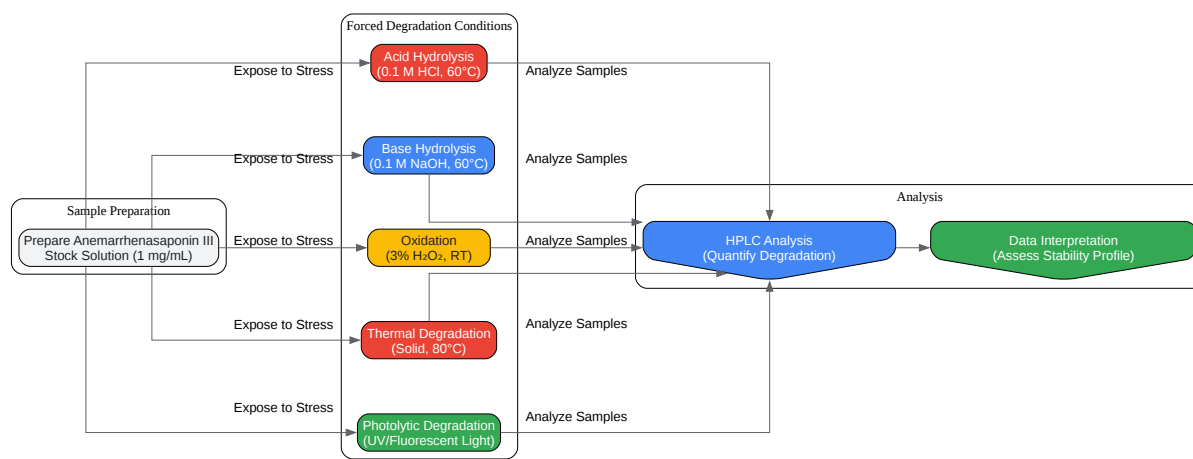 Forced Degradation Conditions
Acid Hydrolysis
(0.1 M HCl, 60°C)
Expose to Stress
Analyze Samples
Base Hydrolysis
(0.1 M NaOH, 60°C)
Expose to Stress
Analyze Samples
Sample Preparation
Prepare Anemarrhenasaponin III
Stock Solution (1 mg/mL)
Expose to Stress
Oxidation
(3% H₂O₂, RT)
Analyze Samples
Analysis
HPLC Analysis
(Quantify Degradation)
Data Interpretation
(Assess Stability Profile)
Expose to Stress
Thermal Degradation
(Solid, 80°C)
Analyze Samples
Expose to Stress
Photolytic Degradation
(UV/Fluorescent Light)
Analyze Samples